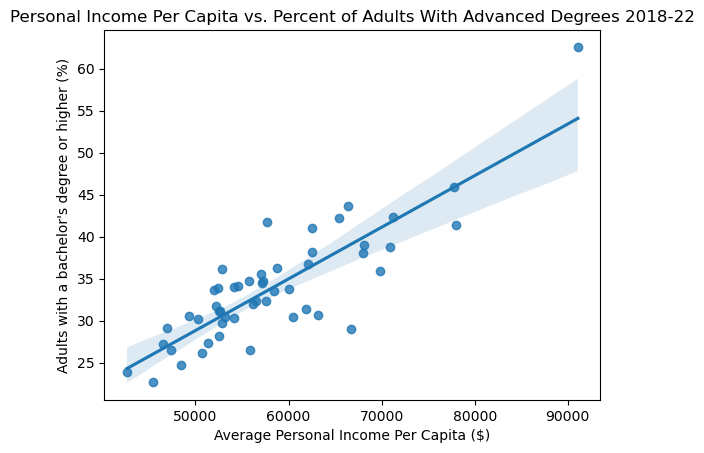 Personal Income Per Capita vs. Percent of Adults With Advanced Degrees 2018-22
60
55
50
45
40
35
30
25
Adults with a bachelor's degree or higher (%)
50000 60000 70000 80000 90000
Average Personal Income Per Capita ($)